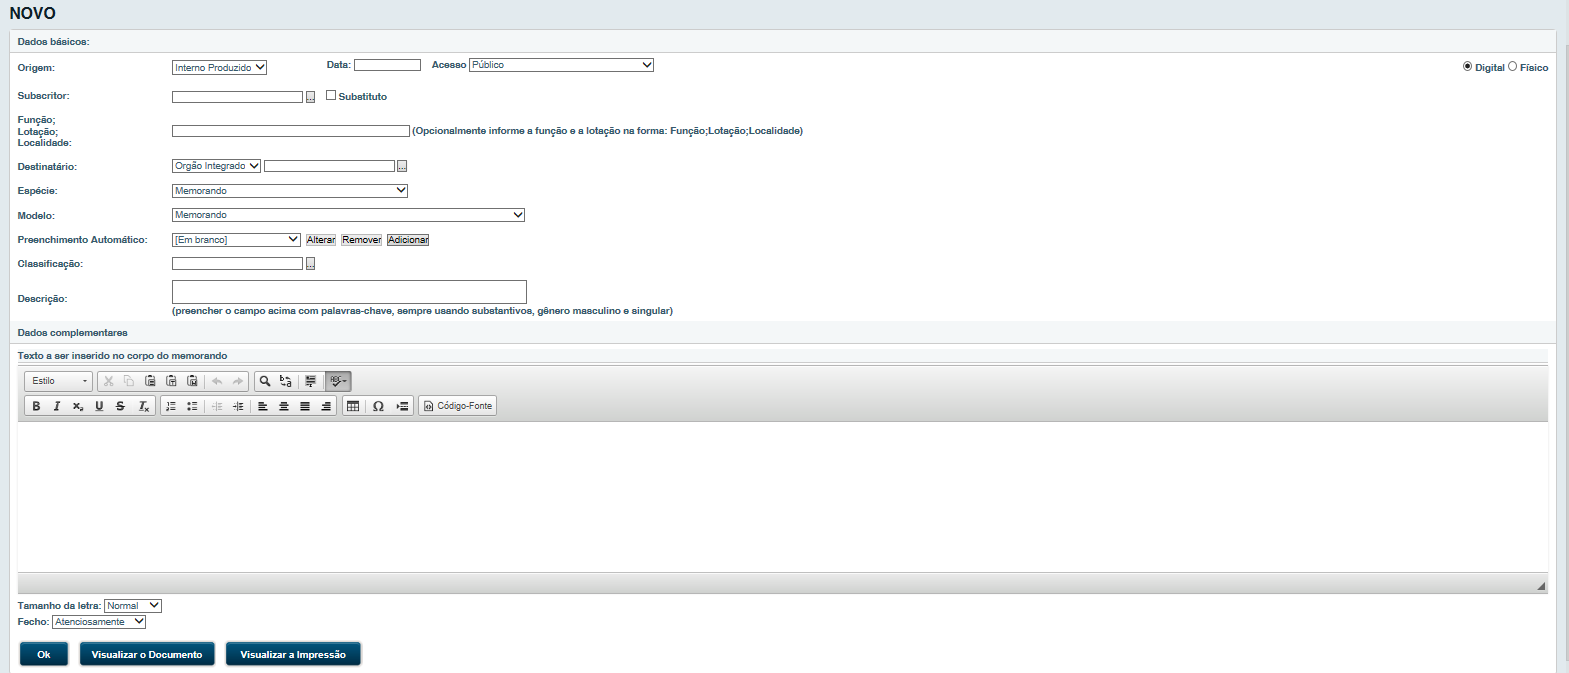 NOVO
Dados básicos:
Origem: Interno Produzido Data: Acesso Público Digital Físico
Subscritor: ... Substituto
Função;
Lotação;
Localidade:
(Opcionalmente informe a função e a lotação na forma: Função;Lotação;Localidade)
Destinatário: Orgão Integrado ...
Espécie: Memorando
Modelo: Memorando
Preenchimento Automático: [Em branco] Alterar Remover Adicionar
Classificação: ...
Descrição:
(preencher o campo acima com palavras-chave, sempre usando substantivos, gênero masculino e singular)
Dados complementares
Texto a ser inserido no corpo do memorando
Estilo ABC
B I x₂ U S Tx Ω Código-Fonte
Tamanho da letra: Normal
Fecho: Atenciosamente
Ok Visualizar o Documento Visualizar a Impressão